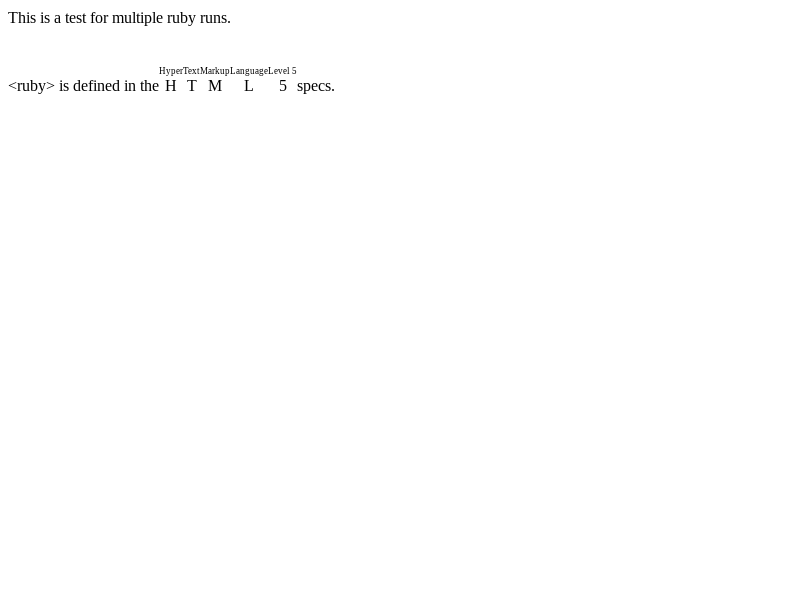 This is a test for multiple ruby runs.
HyperTextMarkupLanguageLevel 5
<ruby> is defined in the H T M L 5 specs.